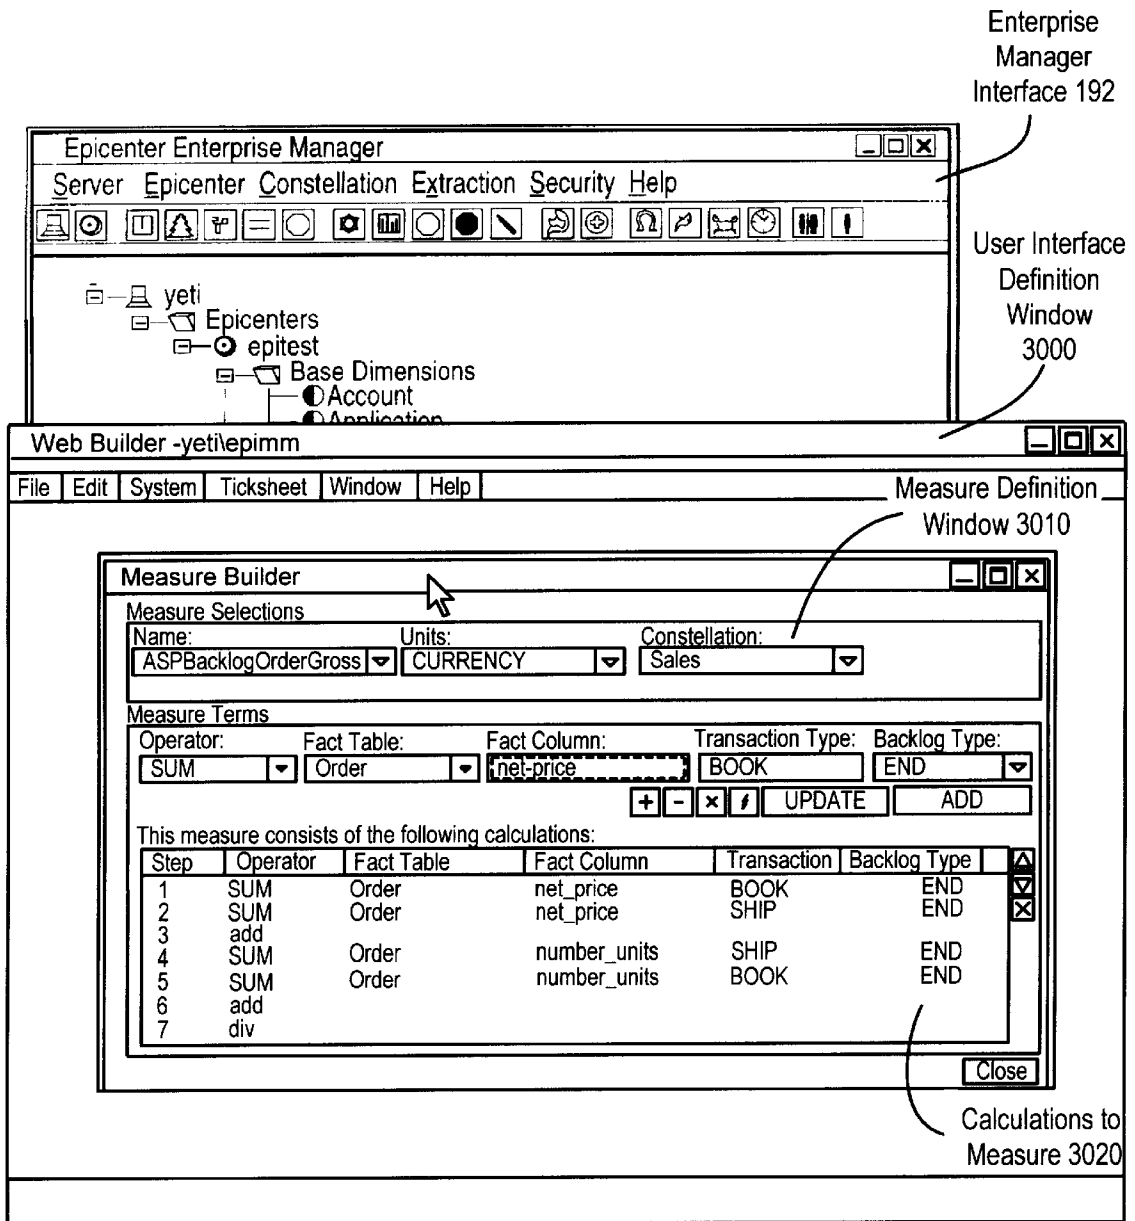 Enterprise
Manager
Interface 192
Epicenter Enterprise Manager
Server Epicenter Constellation Extraction Security Help
User Interface
Definition
Window
3000
yeti
Epicenters
epitest
Base Dimensions
Account
Application
Web Builder -yeti\epimm
File Edit System Ticksheet Window Help
Measure Definition
Window 3010
Measure Builder
Measure Selections
Name: Units: Constellation:
ASPBacklogOrderGross CURRENCY Sales
Measure Terms
Operator: Fact Table: Fact Column: Transaction Type: Backlog Type:
SUM Order net-price BOOK END
UPDATE ADD
This measure consists of the following calculations:
Step Operator Fact Table Fact Column Transaction Backlog Type
1 SUM Order net_price BOOK END
2 SUM Order net_price SHIP END
3 add
4 SUM Order number_units SHIP END
5 SUM Order number_units BOOK END
6 add
7 div
Close
Calculations to
Measure 3020